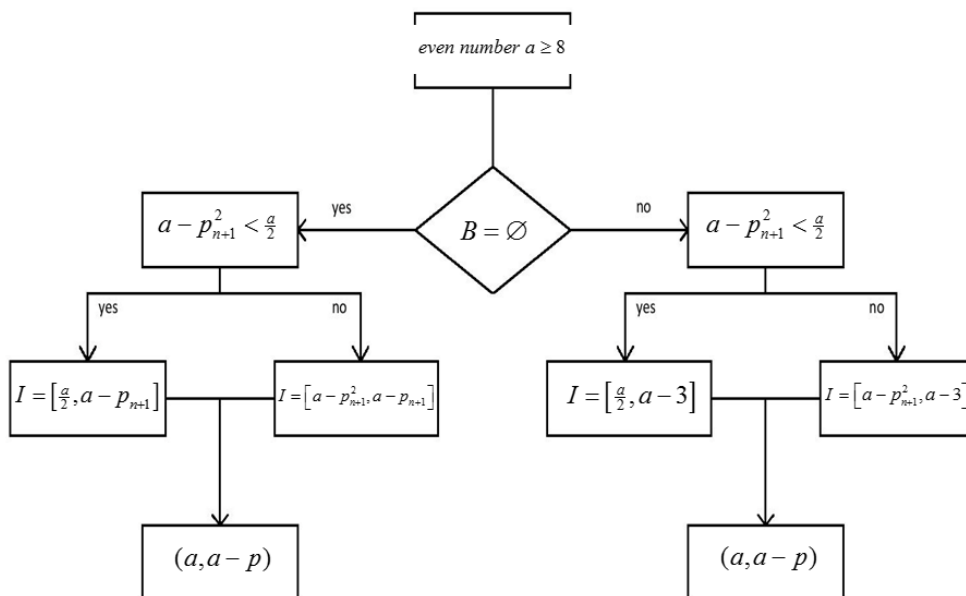 even number a ≥ 8
B = ∅
yes
no
a − p²ₙ₊₁ < a/2
a − p²ₙ₊₁ < a/2
yes
no
yes
no
I = [a/2, a − pₙ₊₁]
I = [a − p²ₙ₊₁, a − pₙ₊₁]
I = [a/2, a − 3]
I = [a − p²ₙ₊₁, a − 3]
(a, a − p)
(a, a − p)